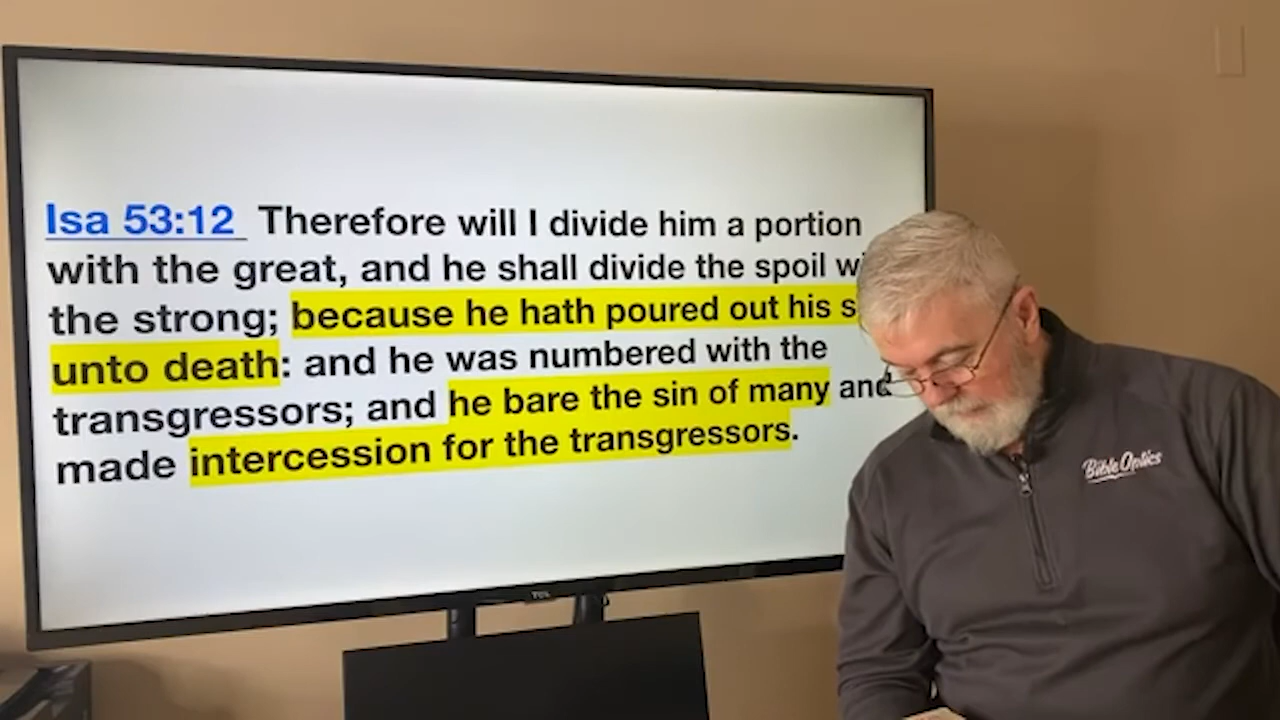 Isa 53:12 Therefore will I divide him a portion
with the great, and he shall divide the spoil
the strong; because he hath poured out his
unto death: and he was numbered with the
transgressors; and he bare the sin of many and
made intercession for the transgressors.
Bible Optics
TCL